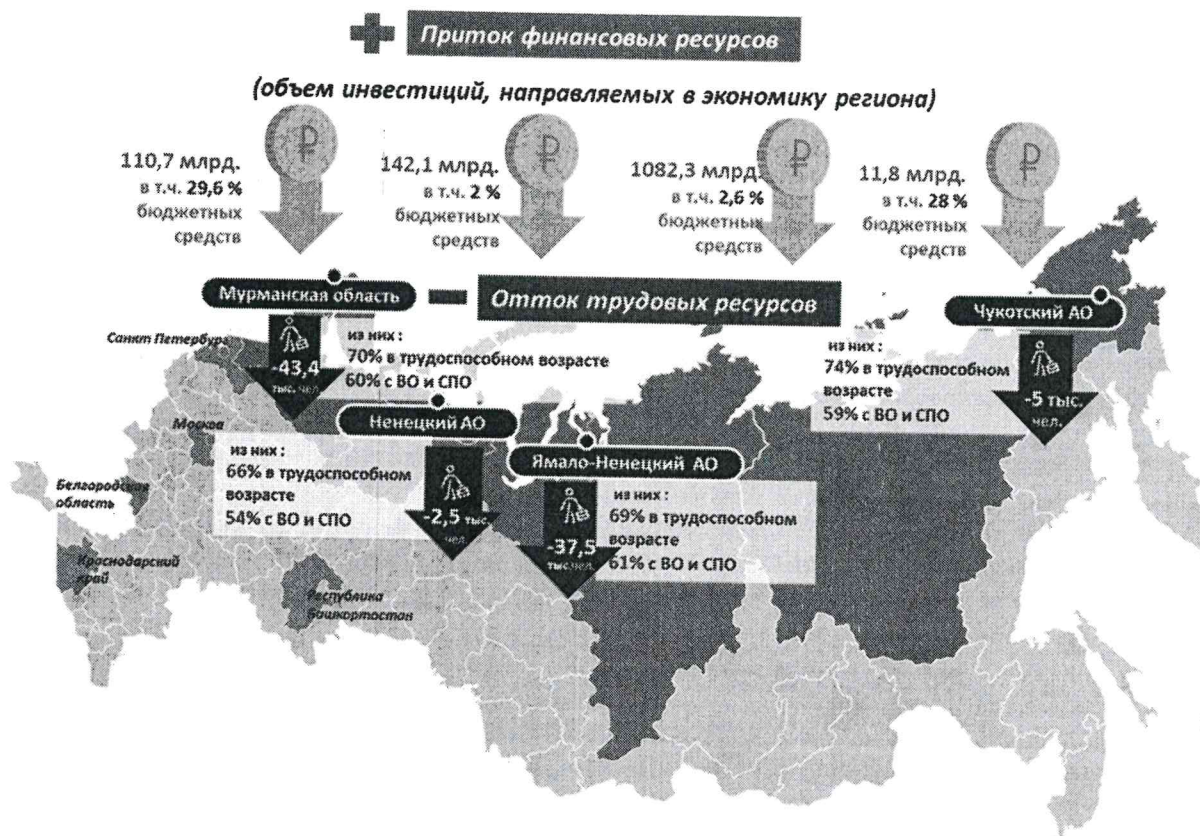 Приток финансовых ресурсов
(объем инвестиций, направляемых в экономику региона)
110,7 млрд.
в т.ч. 29,6 %
бюджетных
средств
142,1 млрд.
в т.ч. 2 %
бюджетных
средств
1082,3 млрд.
в т.ч. 2,6 %
бюджетных
средств
11,8 млрд.
в т.ч. 28 %
бюджетных
средств
Мурманская область
Отток трудовых ресурсов
Чукотский АО
Санкт Петербург
-43,4
тыс. чел.
из них :
70% в трудоспособном возрасте
60% с ВО и СПО
из них :
74% в трудоспособном
возрасте
59% с ВО и СПО
-5 тыс.
чел.
Ненецкий АО
Москва
из них :
66% в трудоспособном
возрасте
54% с ВО и СПО
-2,5 тыс.
чел.
Ямало-Ненецкий АО
-37,5
тыс.чел.
из них :
69% в трудоспособном
возрасте
61% с ВО и СПО
Белгородская
область
Краснодарский
край
Республика
Башкортостан